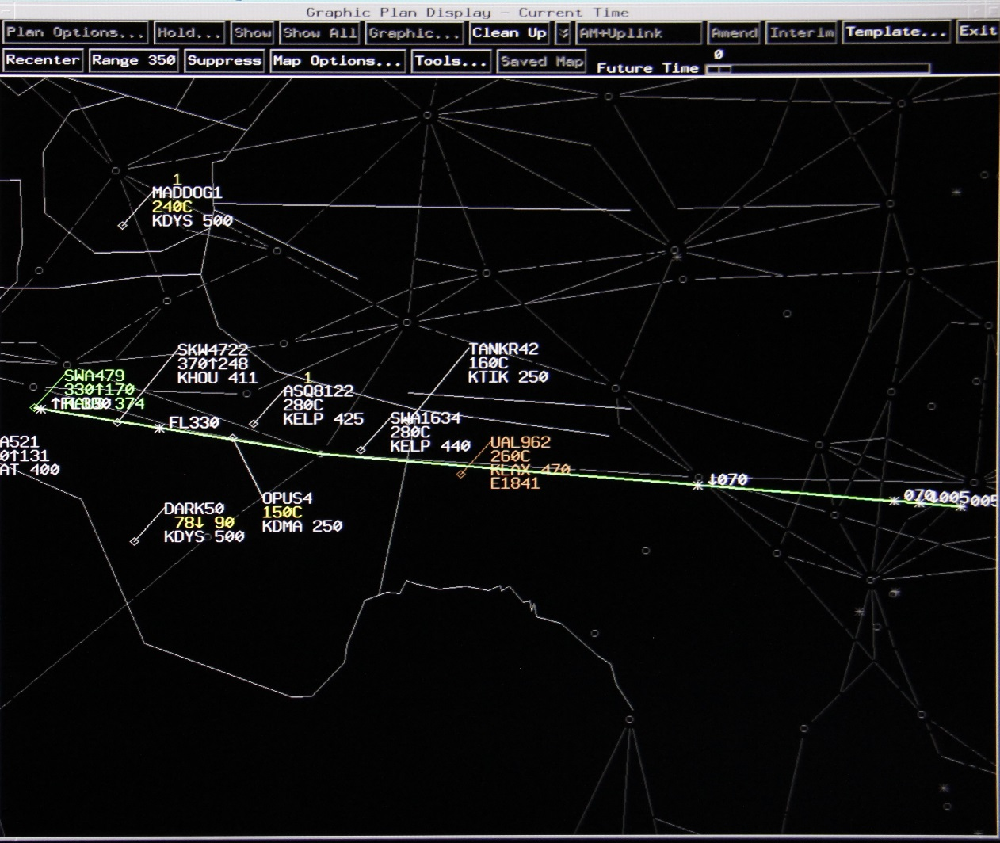 Graphic Plan Display - Current Time
Plan Options... Hold... Show Show All Graphic... Clean Up AM+Uplink Amend Interim Template... Exit
Recenter Range 350 Suppress Map Options... Tools... Saved Map Future Time 0
1
MADDOG1
240C
KDYS 500
SKW4722
370↑248
KHOU 411
TANKR42
160C
KTIK 250
SWA479
330↑170
374
1
ASQ8122
280C
KELP 425
↑FL330
FL330
SWA1634
280C
KELP 440
A521
0↑131
AT 400
UAL962
260C
KLAX 470
E1841
↓070
070
↓005
005
DARK50
78↓ 90
KDYS 500
OPUS4
150C
KDMA 250